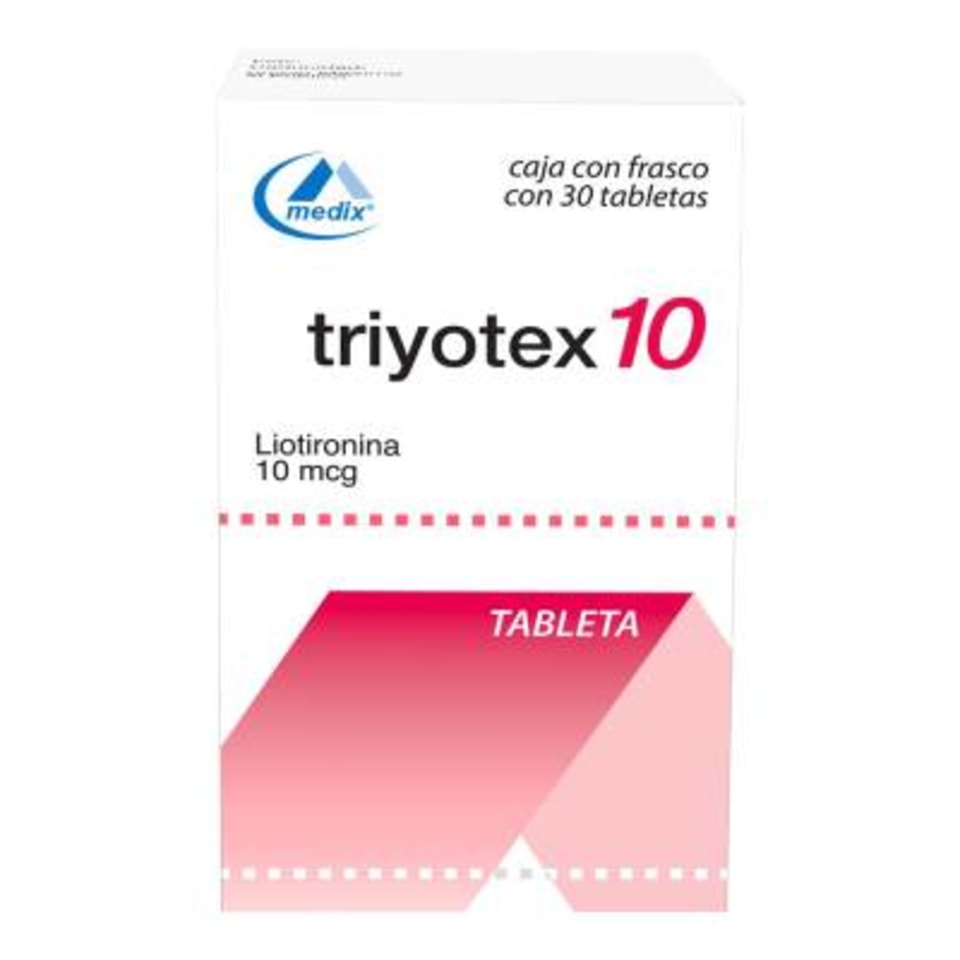 medix®
caja con frasco
con 30 tabletas
triyotex 10
Liotironina
10 mcg
TABLETA